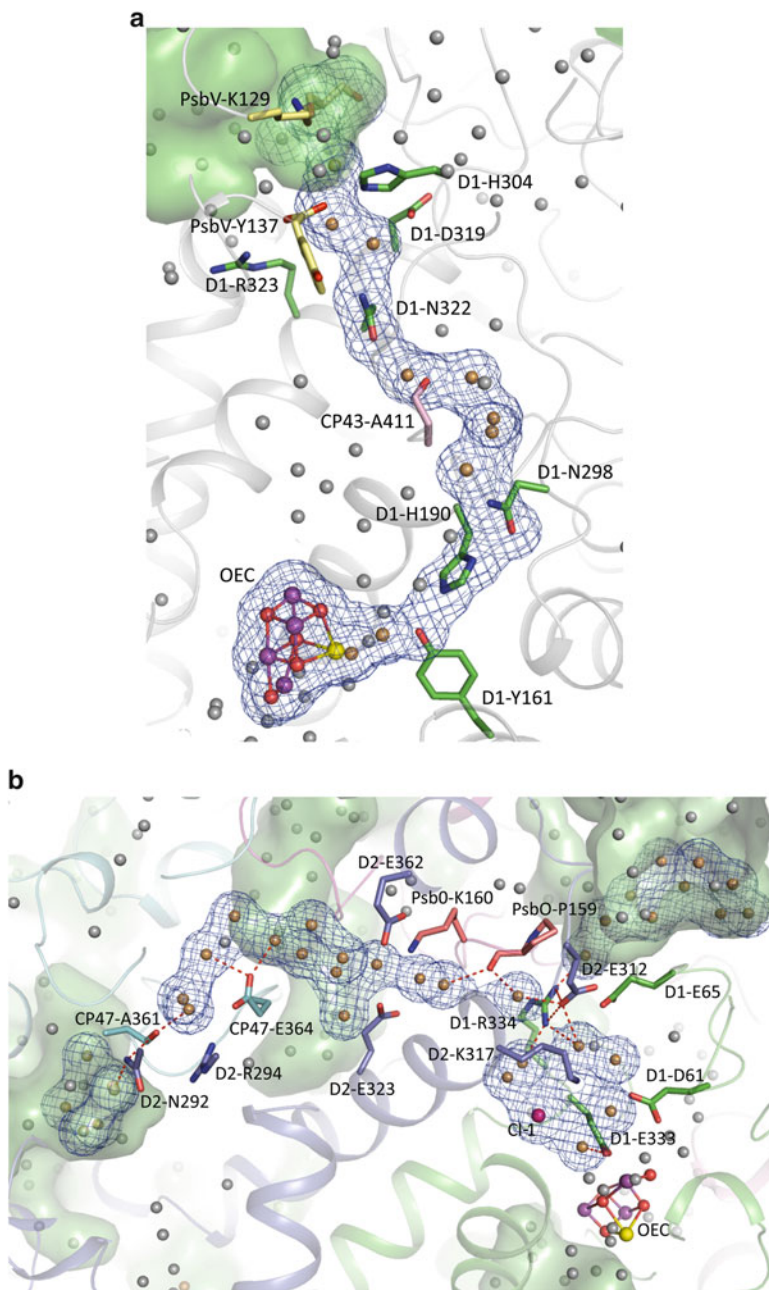 a
PsbV-K129
D1-H304
PsbV-Y137
D1-D319
D1-R323
D1-N322
CP43-A411
D1-N298
D1-H190
OEC
D1-Y161
b
D2-E362
Psb0-K160
PsbO-P159
D2-E312
D1-E65
CP47-A361
CP47-E364
D1-R334
D2-K317
D2-R294
D2-N292
D2-E323
D1-D61
Cl-1
D1-E333
OEC